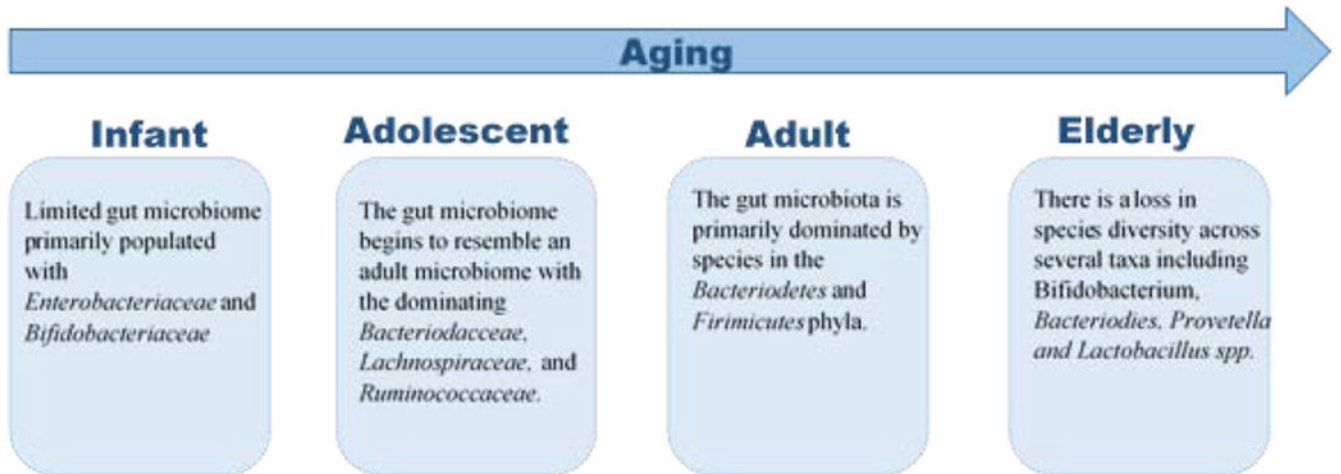 Aging
Infant
Limited gut microbiome
primarily populated
with
Enterobacteriaceae and
Bifidobacteriaceae
Adolescent
The gut microbiome
begins to resemble an
adult microbiome with
the dominating
Bacteriodacceae,
Lachnospiraceae, and
Ruminococcaceae.
Adult
The gut microbiota is
primarily dominated by
species in the
Bacteriodetes and
Firimicutes phyla.
Elderly
There is a loss in
species diversity across
several taxa including
Bifidobacterium,
Bacteriodies, Provetella
and Lactobacillus spp.